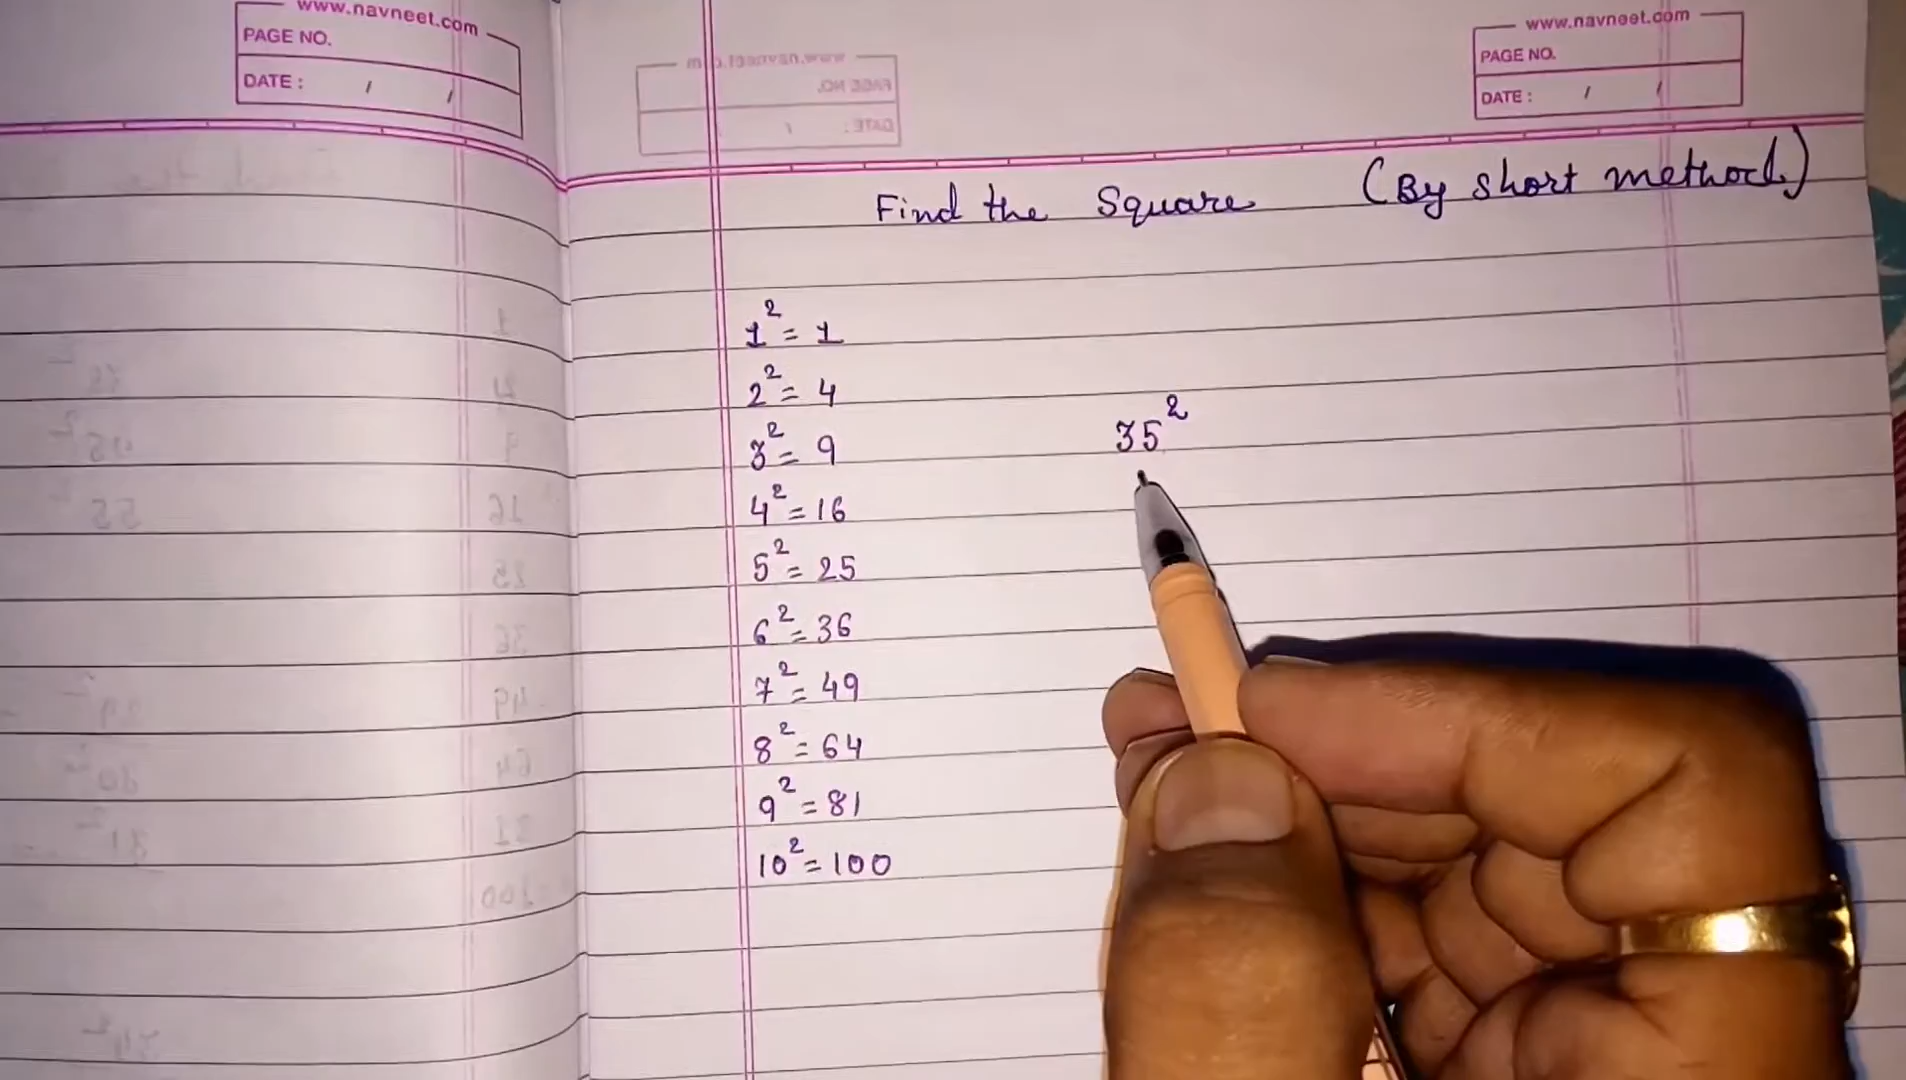 www.navneet.com
PAGE NO.
DATE : / /
www.navneet.com
PAGE NO.
DATE : / /
Find the Square (By short method.)
1² = 1
2² = 4
3² = 9
4² = 16
5² = 25
6² = 36
7² = 49
8² = 64
9² = 81
10² = 100
35²